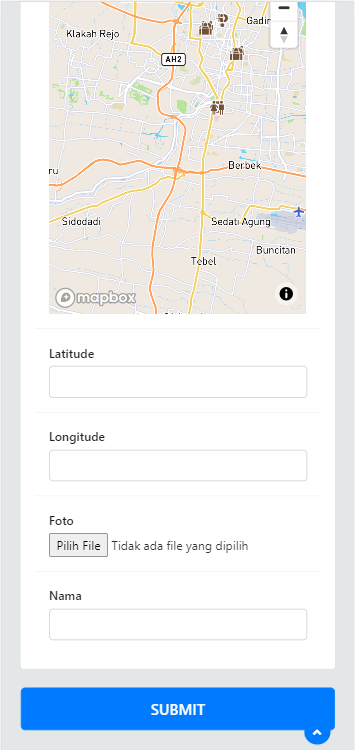 Gadin
Klakah Rejo
AH2
Berbek
ru
Sidodadi
Sedati Agung
Buncitan
Tebel
mapbox
Latitude
Longitude
Foto
Pilih File Tidak ada file yang dipilih
Nama
SUBMIT